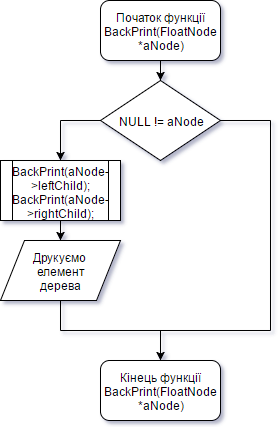 Початок функції
BackPrint(FloatNode
*aNode)
NULL != aNode
BackPrint(aNode-
>leftChild);
BackPrint(aNode-
>rightChild);
Друкуємо
елемент
дерева
Кінець функції
BackPrint(FloatNode
*aNode)